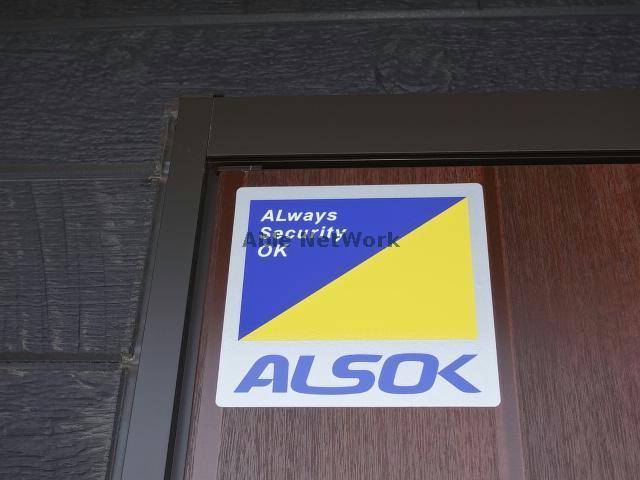 ALways
Security
Able NetWork
OK
ALSOK